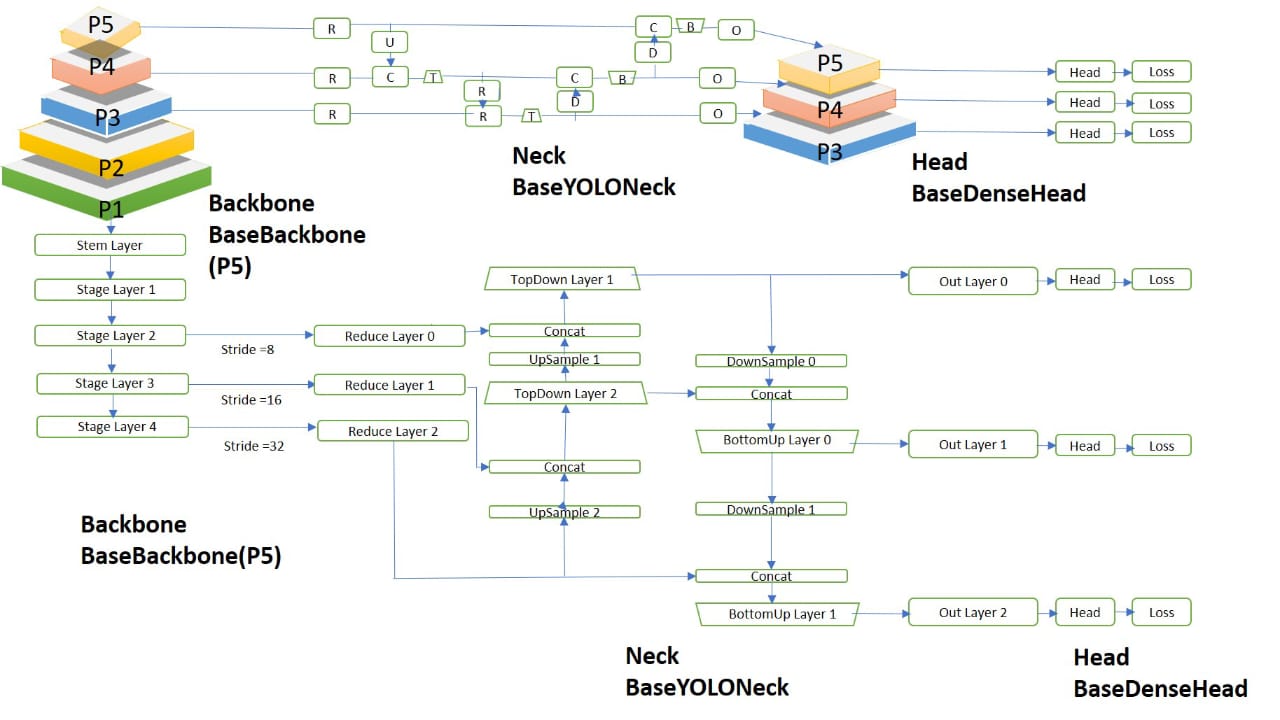 P5
P4
P3
P2
P1
R
U
R
C
T
R
R
R
T
C
D
C
D
B
C
D
B
O
O
O
P5
P4
P3
Head
Loss
Head
Loss
Head
Loss
Neck
BaseYOLONeck
Head
BaseDenseHead
Backbone
BaseBackbone
(P5)
Stem Layer
Stage Layer 1
Stage Layer 2
Stage Layer 3
Stage Layer 4
Stride =8
Stride =16
Stride =32
Reduce Layer 0
Reduce Layer 1
Reduce Layer 2
TopDown Layer 1
Concat
UpSample 1
TopDown Layer 2
Concat
UpSample 2
DownSample 0
Concat
BottomUp Layer 0
DownSample 1
Concat
BottomUp Layer 1
Out Layer 0
Head
Loss
Out Layer 1
Head
Loss
Out Layer 2
Head
Loss
Backbone
BaseBackbone(P5)
Neck
BaseYOLONeck
Head
BaseDenseHead